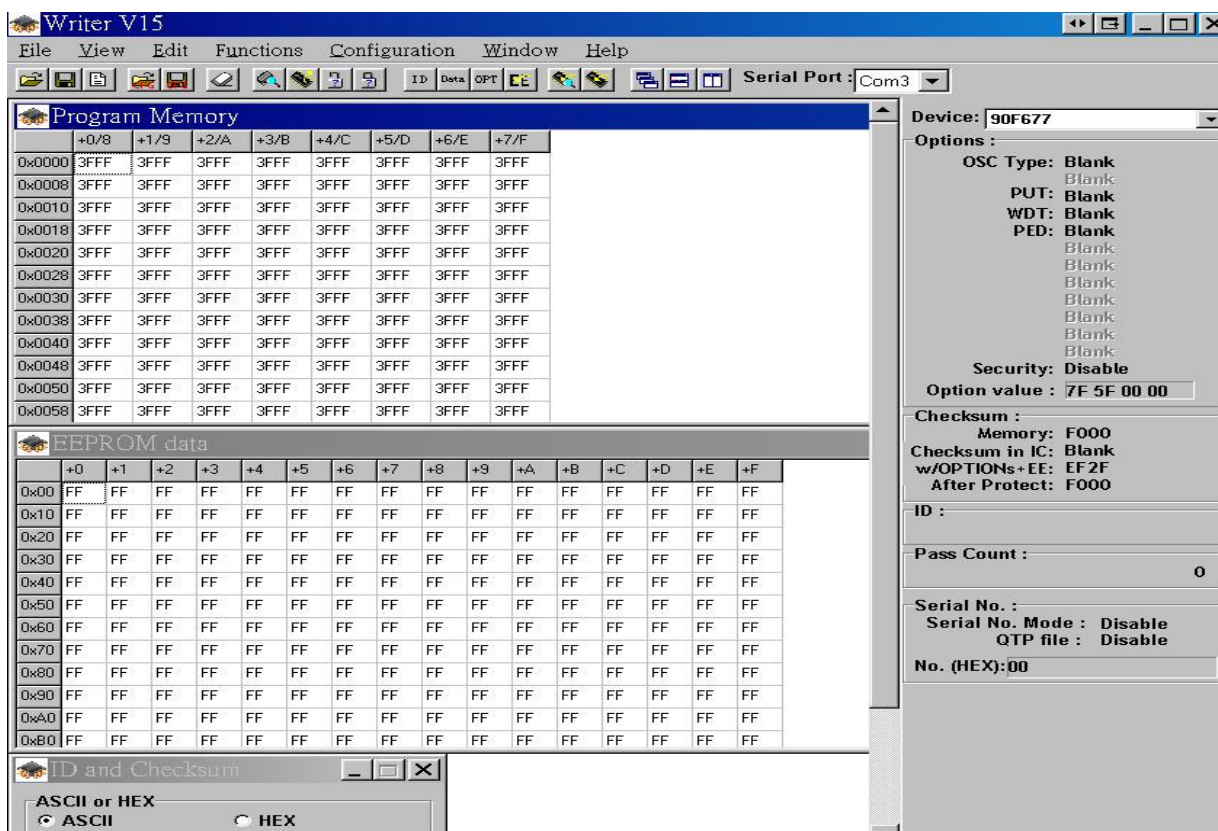 Writer V15
File View Edit Functions Configuration Window Help
ID Data OPT EE Serial Port : Com3
Program Memory
+0/8 +1/9 +2/A +3/B +4/C +5/D +6/E +7/F
0x0000 3FFF 3FFF 3FFF 3FFF 3FFF 3FFF 3FFF 3FFF
0x0008 3FFF 3FFF 3FFF 3FFF 3FFF 3FFF 3FFF 3FFF
0x0010 3FFF 3FFF 3FFF 3FFF 3FFF 3FFF 3FFF 3FFF
0x0018 3FFF 3FFF 3FFF 3FFF 3FFF 3FFF 3FFF 3FFF
0x0020 3FFF 3FFF 3FFF 3FFF 3FFF 3FFF 3FFF 3FFF
0x0028 3FFF 3FFF 3FFF 3FFF 3FFF 3FFF 3FFF 3FFF
0x0030 3FFF 3FFF 3FFF 3FFF 3FFF 3FFF 3FFF 3FFF
0x0038 3FFF 3FFF 3FFF 3FFF 3FFF 3FFF 3FFF 3FFF
0x0040 3FFF 3FFF 3FFF 3FFF 3FFF 3FFF 3FFF 3FFF
0x0048 3FFF 3FFF 3FFF 3FFF 3FFF 3FFF 3FFF 3FFF
0x0050 3FFF 3FFF 3FFF 3FFF 3FFF 3FFF 3FFF 3FFF
0x0058 3FFF 3FFF 3FFF 3FFF 3FFF 3FFF 3FFF 3FFF
EEPROM data
+0 +1 +2 +3 +4 +5 +6 +7 +8 +9 +A +B +C +D +E +F
0x00 FF FF FF FF FF FF FF FF FF FF FF FF FF FF FF FF
0x10 FF FF FF FF FF FF FF FF FF FF FF FF FF FF FF FF
0x20 FF FF FF FF FF FF FF FF FF FF FF FF FF FF FF FF
0x30 FF FF FF FF FF FF FF FF FF FF FF FF FF FF FF FF
0x40 FF FF FF FF FF FF FF FF FF FF FF FF FF FF FF FF
0x50 FF FF FF FF FF FF FF FF FF FF FF FF FF FF FF FF
0x60 FF FF FF FF FF FF FF FF FF FF FF FF FF FF FF FF
0x70 FF FF FF FF FF FF FF FF FF FF FF FF FF FF FF FF
0x80 FF FF FF FF FF FF FF FF FF FF FF FF FF FF FF FF
0x90 FF FF FF FF FF FF FF FF FF FF FF FF FF FF FF FF
0xA0 FF FF FF FF FF FF FF FF FF FF FF FF FF FF FF FF
0xB0 FF FF FF FF FF FF FF FF FF FF FF FF FF FF FF FF
ID and Checksum
ASCII or HEX
ASCII HEX
Device: 90F677
Options :
OSC Type: Blank
Blank
PUT: Blank
WDT: Blank
PED: Blank
Blank
Blank
Blank
Blank
Blank
Blank
Blank
Security: Disable
Option value : 7F 5F 00 00
Checksum :
Memory: F000
Checksum in IC: Blank
w/OPTIONs+EE: EF2F
After Protect: F000
ID :
Pass Count :
0
Serial No. :
Serial No. Mode : Disable
QTP file : Disable
No. (HEX):00